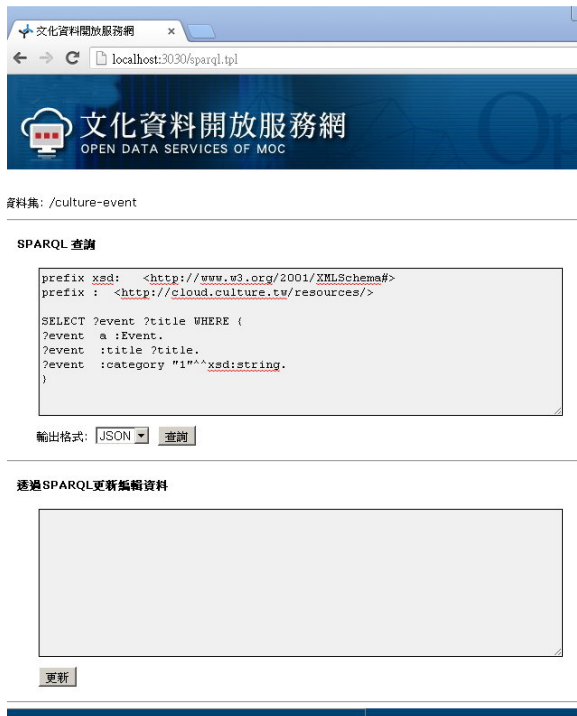 文化資料開放服務網
localhost:3030/sparql.tpl
文化資料開放服務網
OPEN DATA SERVICES OF MOC
Op
資料集: /culture-event
SPARQL 查詢
prefix xsd:   <http://www.w3.org/2001/XMLSchema#>
prefix :  <http://cloud.culture.tw/resources/>
SELECT ?event ?title WHERE {
?event  a :Event.
?event  :title ?title.
?event  :category "1"^^xsd:string.
}
輸出格式: JSON 查詢
透過SPARQL更新編輯資料
更新